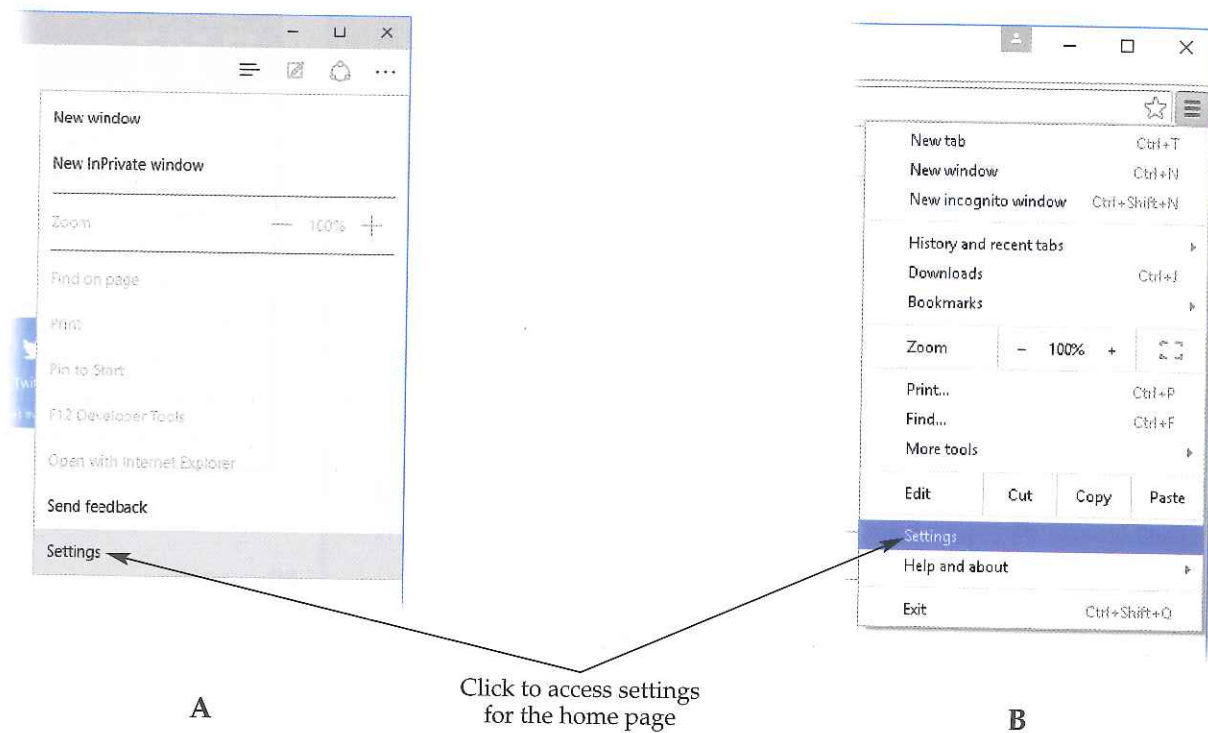 New window
New InPrivate window
Zoom 100%
Find on page
Print
Pin to Start
F12 Developer Tools
Open with Internet Explorer
Send feedback
Settings
A
New tab Ctrl+T
New window Ctrl+N
New incognito window Ctrl+Shift+N
History and recent tabs
Downloads Ctrl+J
Bookmarks
Zoom - 100% +
Print... Ctrl+P
Find... Ctrl+F
More tools
Edit Cut Copy Paste
Settings
Help and about
Exit Ctrl+Shift+Q
B
Click to access settings
for the home page